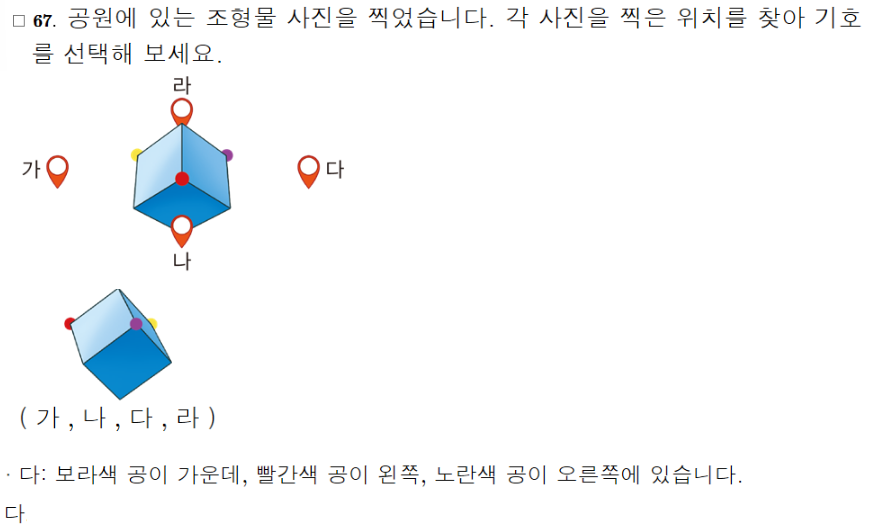 □ 67. 공원에 있는 조형물 사진을 찍었습니다. 각 사진을 찍은 위치를 찾아 기호
를 선택해 보세요.
라
가
다
나
( 가 , 나 , 다 , 라 )
· 다: 보라색 공이 가운데, 빨간색 공이 왼쪽, 노란색 공이 오른쪽에 있습니다.
다